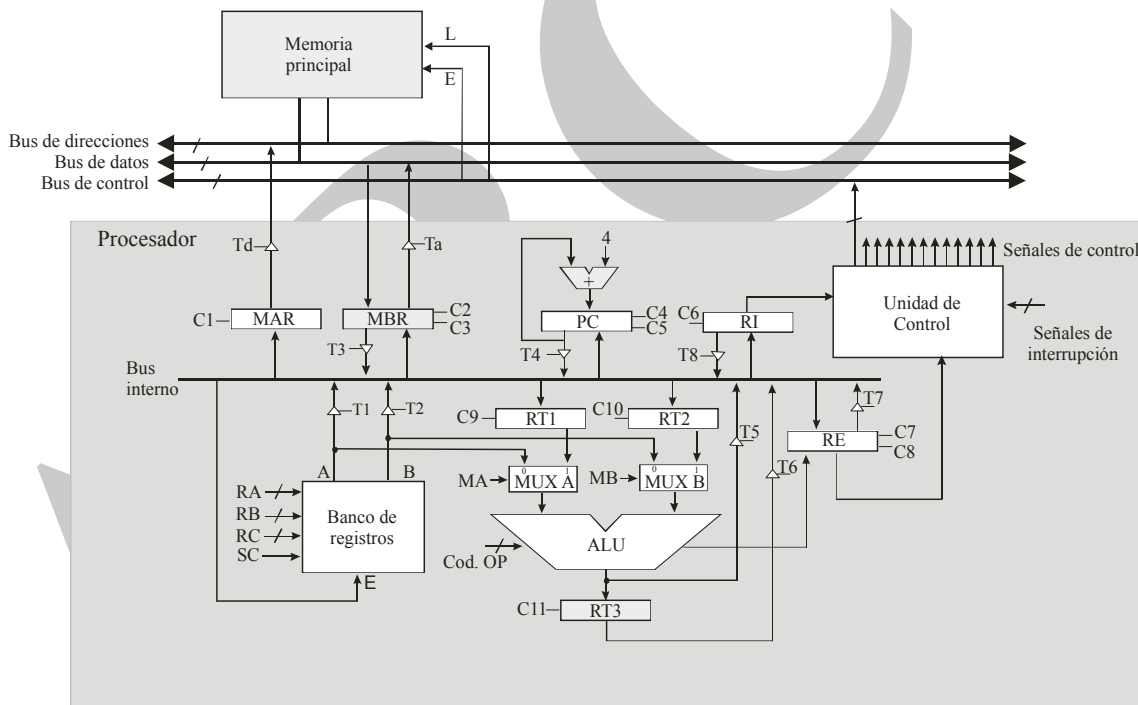 Memoria
principal
L
E
Bus de direcciones
Bus de datos
Bus de control
Procesador
Td
Ta
4
+
Señales de control
C1
MAR
MBR
C2
C3
PC
C4
C5
C6
RI
Unidad de
Control
Señales de
interrupción
T3
T4
T8
Bus
interno
T1
T2
C9
RT1
C10
RT2
T5
T7
RE
C7
C8
T6
A
B
MA
0
1
MUX A
MB
0
1
MUX B
RA
RB
RC
SC
Banco de
registros
E
Cod. OP
ALU
C11
RT3